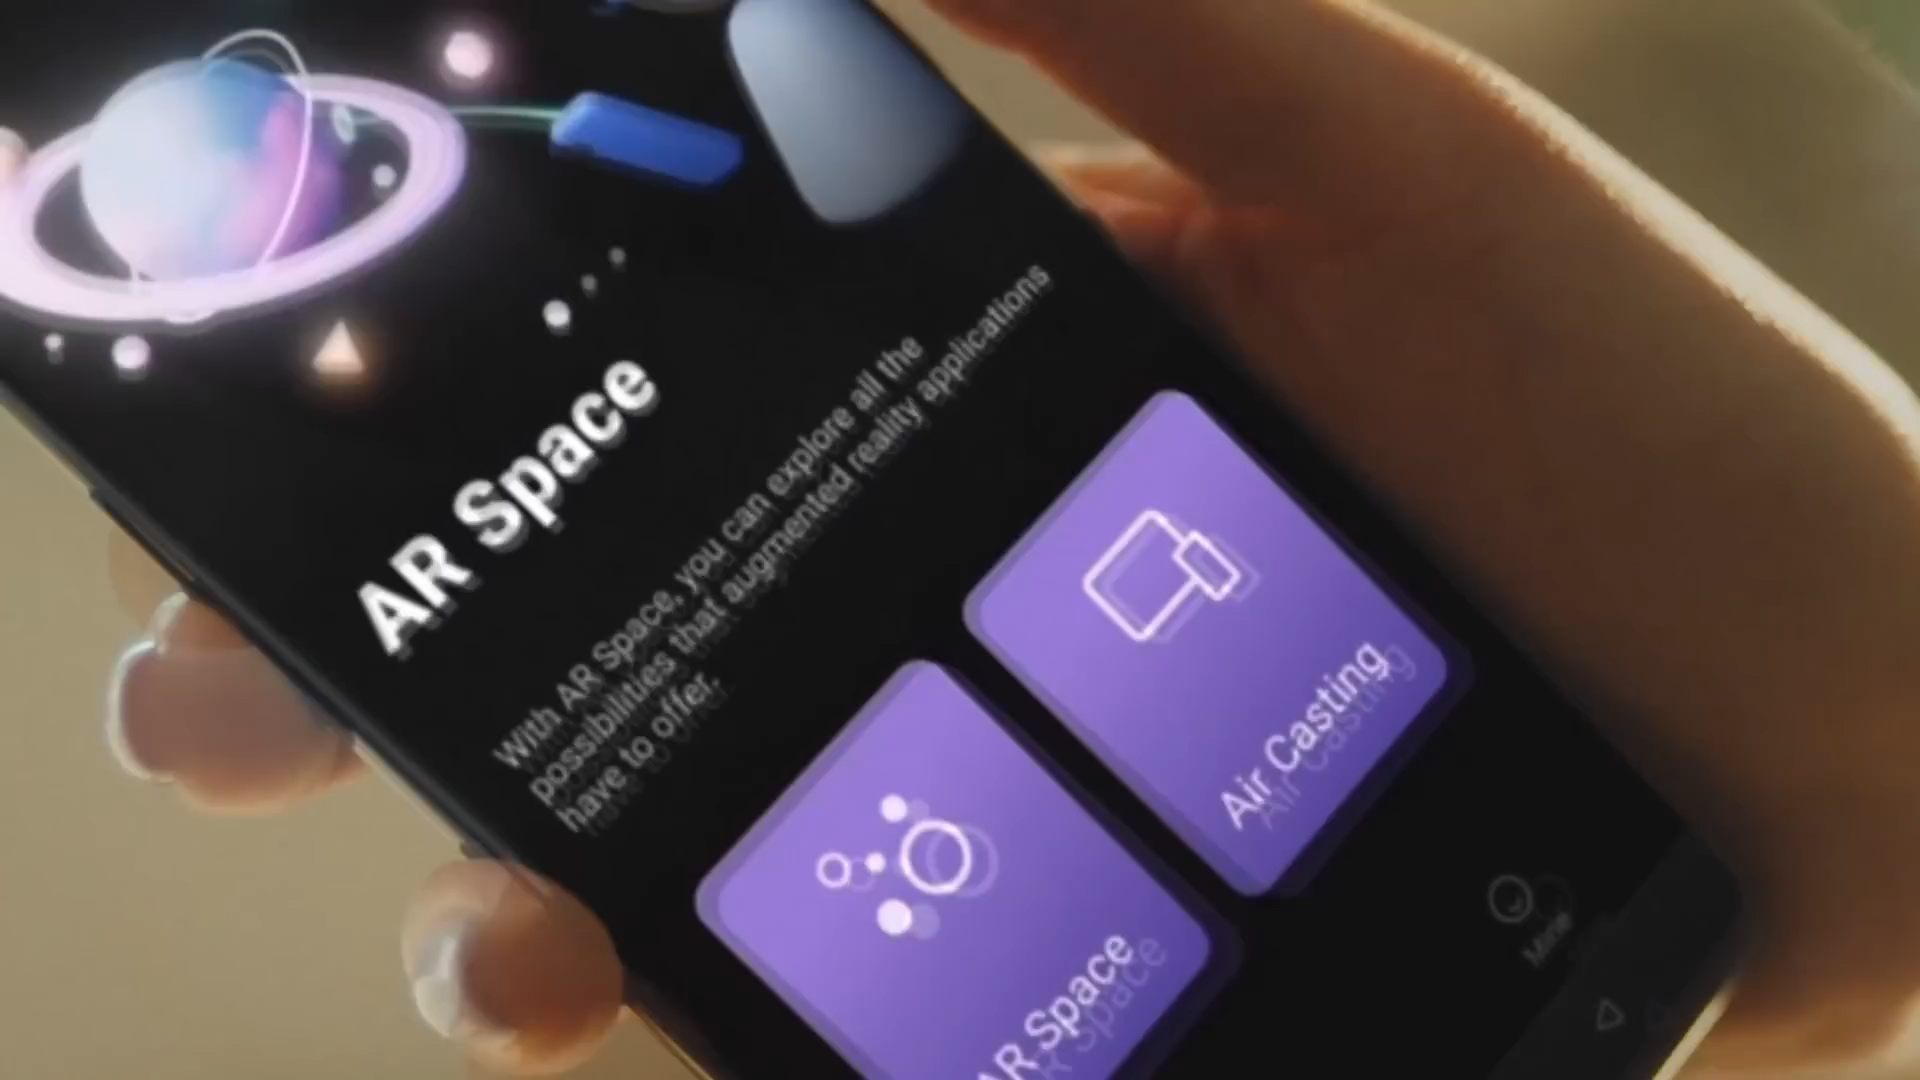 AR Space
With AR Space, you can explore all the
possibilities that augmented reality applications
have to offer.
AR Space
Air Casting
Mine